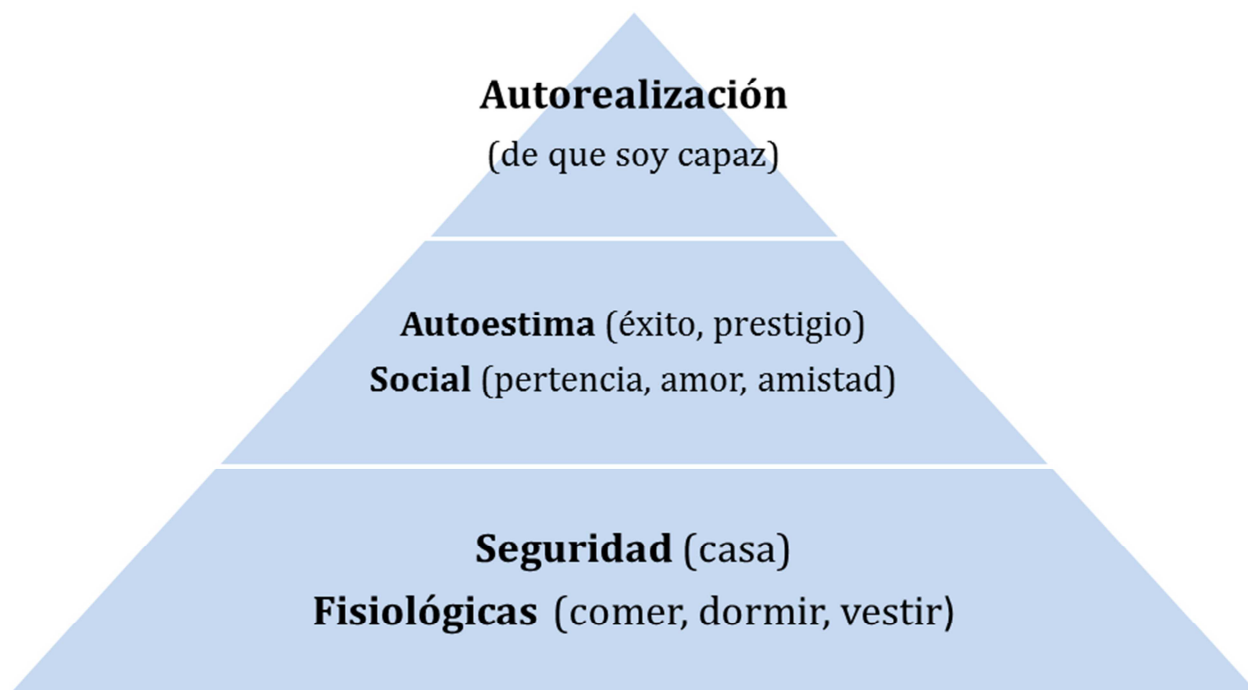 Autorealización
(de que soy capaz)
Autoestima (éxito, prestigio)
Social (pertencia, amor, amistad)
Seguridad (casa)
Fisiológicas (comer, dormir, vestir)